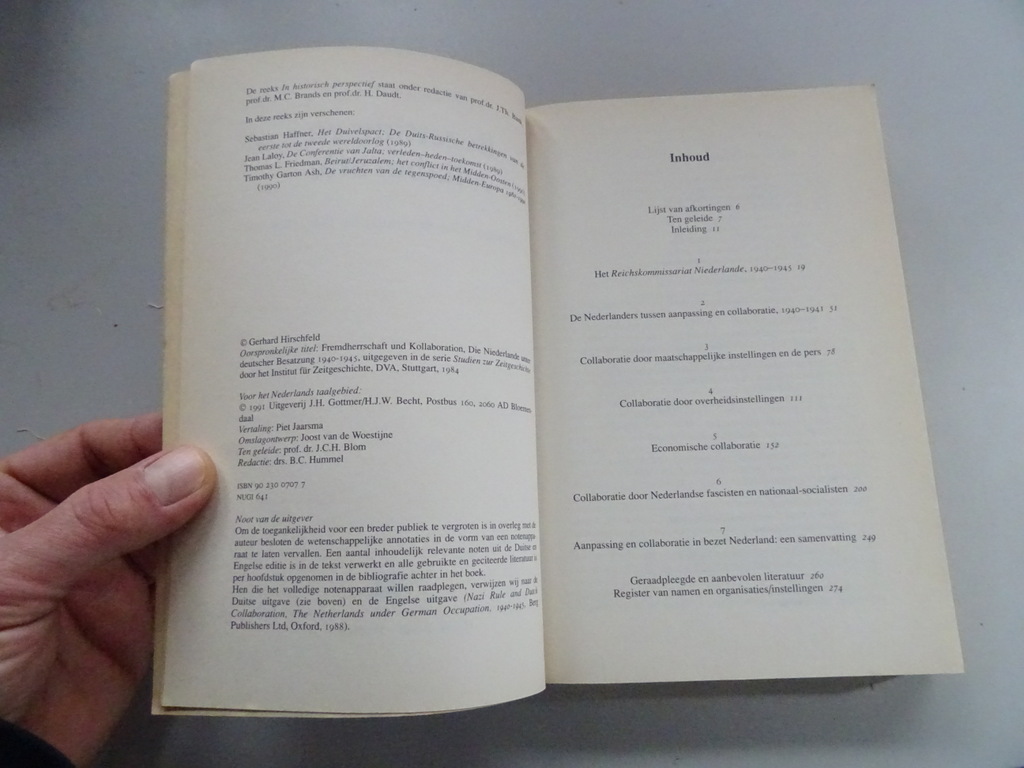 De reeks In historisch perspectief staat onder redactie van prof.dr. J.Th.
prof.dr. M.C. Brands en prof.dr. H. Daudt.
In deze reeks zijn verschenen:
Sebastian Haffner, Het Duivelspact; De Duits-Russische betrekkingen van de
eerste tot de tweede wereldoorlog (1989)
Jean Laloy, De Conferentie van Jalta, verleden–heden–toekomst (1989)
Thomas L. Friedman, Beirut/Jeruzalem; het conflict in het Midden-Oosten
Timothy Garton Ash, De vruchten van de tegenspoed; Midden-Europa
(1990)
© Gerhard Hirschfeld
Oorspronkelijke titel: Fremdherrschaft und Kollaboration, Die Niederlande unter
deutscher Besatzung 1940-1945, uitgegeven in de serie Studien zur Zeitgeschichte
door het Institut für Zeitgeschichte, DVA, Stuttgart, 1984
Voor het Nederlands taalgebied:
© 1991 Uitgeverij J.H. Gottmer/H.J.W. Becht, Postbus 160, 2060 AD Bloemen-
daal
Vertaling: Piet Jaarsma
Omslagontwerp: Joost van de Woestijne
Ten geleide: prof. dr. J.C.H. Blom
Redactie: drs. B.C. Hummel
ISBN 90 230 0707 7
NUGI 641
Noot van de uitgever
Om de toegankelijkheid voor een breder publiek te vergroten is in overleg met de
auteur besloten de wetenschappelijke annotaties in de vorm van een notenappa-
raat te laten vervallen. Een aantal inhoudelijk relevante noten uit de Duitse en
Engelse editie is in de tekst verwerkt en alle gebruikte en geciteerde literatuur is
per hoofdstuk opgenomen in de bibliografie achter in het boek.
Hen die het volledige notenapparaat willen raadplegen, verwijzen wij naar de
Duitse uitgave (zie boven) en de Engelse uitgave (Nazi Rule and Dutch
Collaboration, The Netherlands under German Occupation, 1940-1945, Berg
Publishers Ltd, Oxford, 1988).
Inhoud
Lijst van afkortingen 6
Ten geleide 7
Inleiding 11
1
Het Reichskommissariat Niederlande, 1940–1945 19
2
De Nederlanders tussen aanpassing en collaboratie, 1940–1941 51
3
Collaboratie door maatschappelijke instellingen en de pers 78
4
Collaboratie door overheidsinstellingen 111
5
Economische collaboratie 152
6
Collaboratie door Nederlandse fascisten en nationaal-socialisten 200
7
Aanpassing en collaboratie in bezet Nederland: een samenvatting 249
Geraadpleegde en aanbevolen literatuur 260
Register van namen en organisaties/instellingen 274